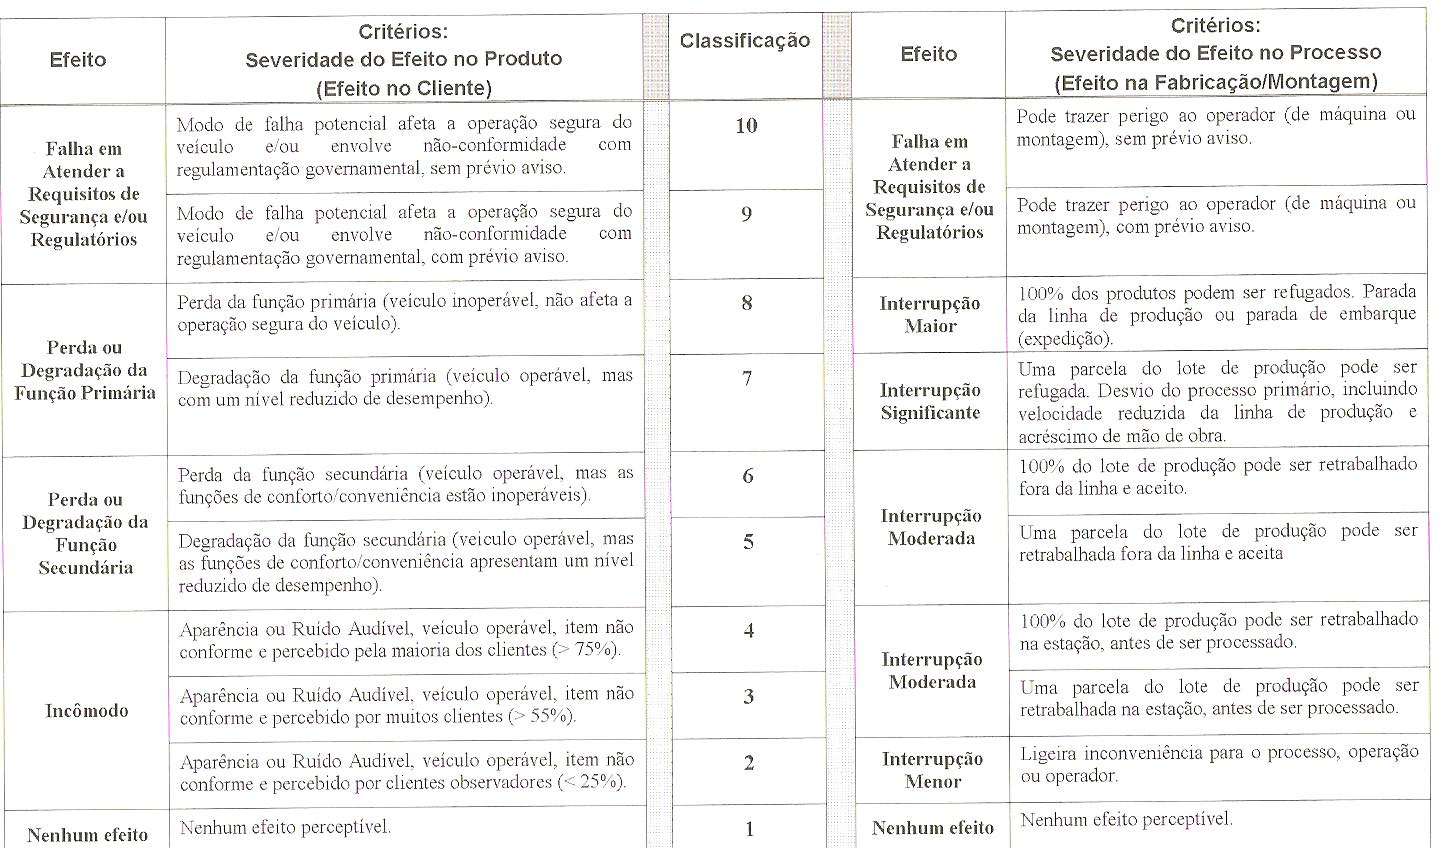 Efeito
Critérios:
Severidade do Efeito no Produto
(Efeito no Cliente)
Classificação
Efeito
Critérios:
Severidade do Efeito no Processo
(Efeito na Fabricação/Montagem)
Falha em
Atender a
Requisitos de
Segurança e/ou
Regulatórios
Modo de falha potencial afeta a operação segura do
veículo e/ou envolve não-conformidade com
regulamentação governamental, sem prévio aviso.
10
Falha em
Atender a
Requisitos de
Segurança e/ou
Regulatórios
Pode trazer perigo ao operador (de máquina ou
montagem), sem prévio aviso.
Modo de falha potencial afeta a operação segura do
veículo e/ou envolve não-conformidade com
regulamentação governamental, com prévio aviso.
9
Pode trazer perigo ao operador (de máquina ou
montagem), com prévio aviso.
Perda ou
Degradação da
Função Primária
Perda da função primária (veículo inoperável, não afeta a
operação segura do veículo).
8
Interrupção
Maior
100% dos produtos podem ser refugados. Parada
da linha de produção ou parada de embarque
(expedição).
Degradação da função primária (veículo operável, mas
com um nível reduzido de desempenho).
7
Interrupção
Significante
Uma parcela do lote de produção pode ser
refugada. Desvio do processo primário, incluindo
velocidade reduzida da linha de produção e
acréscimo de mão de obra.
Perda ou
Degradação da
Função
Secundária
Perda da função secundária (veículo operável, mas as
funções de conforto/conveniência estão inoperáveis).
6
Interrupção
Moderada
100% do lote de produção pode ser retrabalhado
fora da linha e aceito.
Degradação da função secundária (veículo operável, mas
as funções de conforto/conveniência apresentam um nível
reduzido de desempenho).
5
Uma parcela do lote de produção pode ser
retrabalhada fora da linha e aceita
Incômodo
Aparência ou Ruído Audível, veículo operável, item não
conforme e percebido pela maioria dos clientes (> 75%).
4
Interrupção
Moderada
100% do lote de produção pode ser retrabalhado
na estação, antes de ser processado.
Aparência ou Ruído Audível, veículo operável, item não
conforme e percebido por muitos clientes (> 55%).
3
Uma parcela do lote de produção pode ser
retrabalhada na estação, antes de ser processado.
Aparência ou Ruído Audível, veículo operável, item não
conforme e percebido por clientes observadores (< 25%).
2
Interrupção
Menor
Ligeira inconveniência para o processo, operação
ou operador.
Nenhum efeito
Nenhum efeito perceptível.
1
Nenhum efeito
Nenhum efeito perceptível.